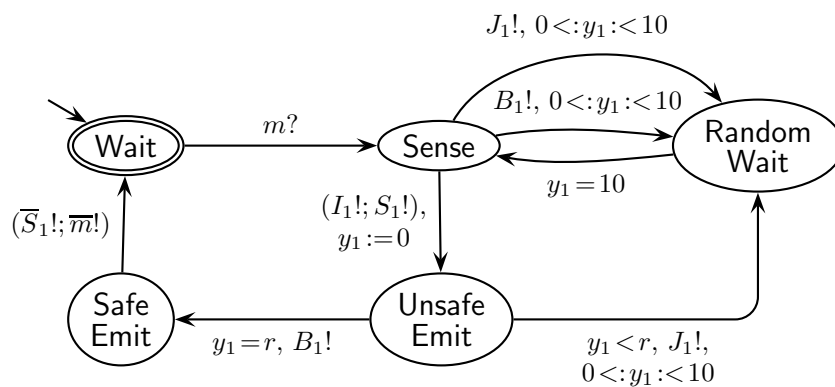 J₁!, 0<:y₁:<10
B₁!, 0<:y₁:<10
Wait
m?
Sense
Random
Wait
y₁=10
(I₁!; S₁!),
y₁:=0
(S̅₁!; m̅!)
Safe
Emit
Unsafe
Emit
y₁=r, B₁!
y₁<r, J₁!,
0<:y₁:<10